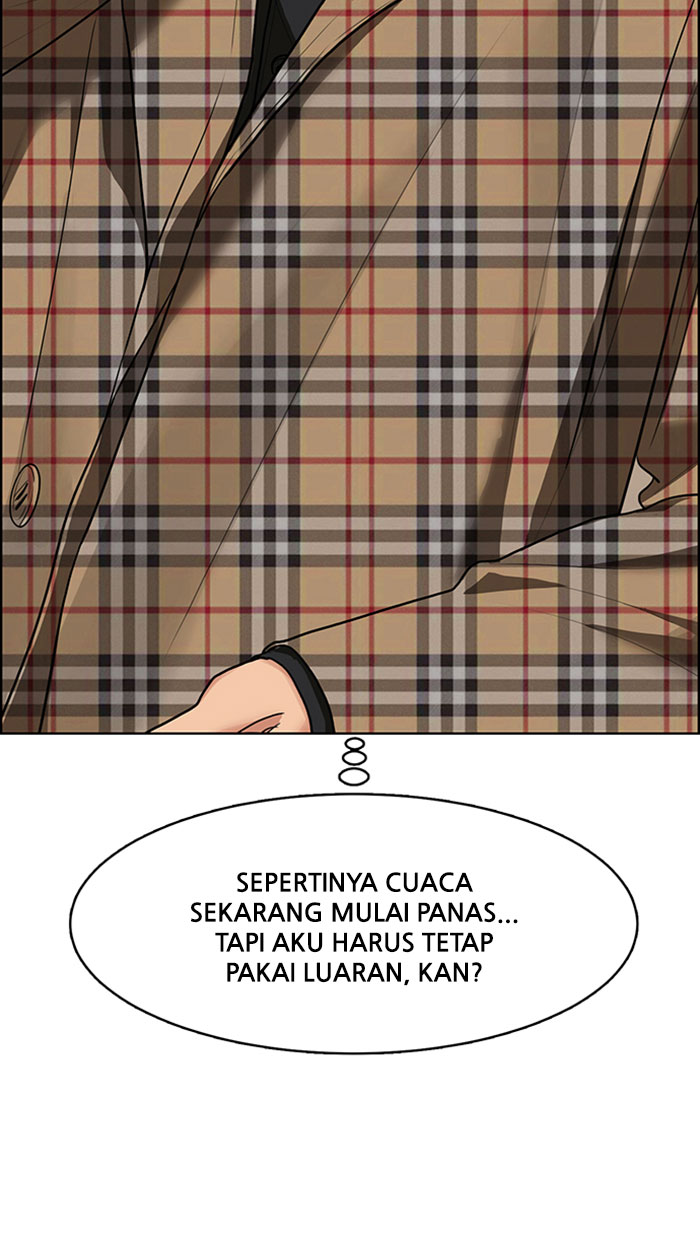 SEPERTINYA CUACA
SEKARANG MULAI PANAS...
TAPI AKU HARUS TETAP
PAKAI LUARAN, KAN?